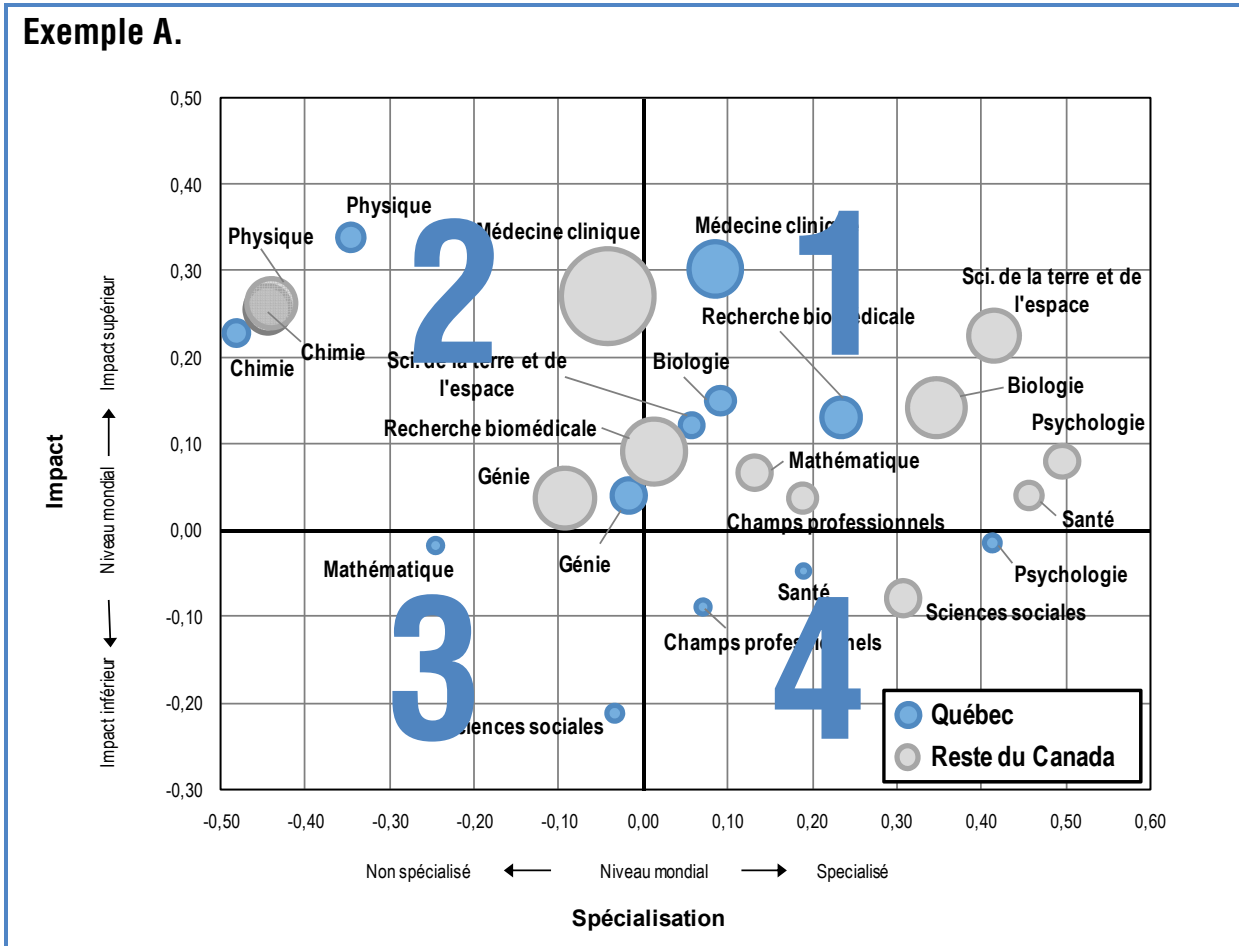 Exemple A.
0,50
0,40
0,30
0,20
0,10
0,00
-0,10
-0,20
-0,30
Impact
Impact supérieur
Niveau mondial
Impact inférieur
Physique
Physique
Médecine clinique
Médecine clinique
2
1
Sci. de la terre et de
l'espace
Recherche biomédicale
Chimie
Chimie
Sci. de la terre et de
l'espace
Biologie
Biologie
Recherche biomédicale
Psychologie
Génie
Mathématique
Champs professionnels
Santé
Génie
Mathématique
Psychologie
Santé
Sciences sociales
Champs professionnels
3
4
Sciences sociales
Québec
Reste du Canada
-0,50
-0,40
-0,30
-0,20
-0,10
0,00
0,10
0,20
0,30
0,40
0,50
0,60
Non spécialisé
Niveau mondial
Specialisé
Spécialisation